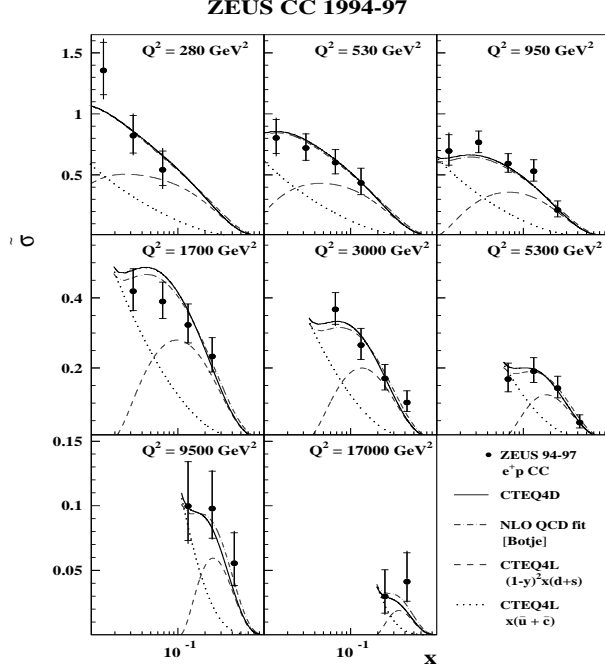 ZEUS CC 1994-97
Q² = 280 GeV²
Q² = 530 GeV²
Q² = 950 GeV²
1.5
1
0.5
σ̃
Q² = 1700 GeV²
Q² = 3000 GeV²
Q² = 5300 GeV²
0.4
0.2
Q² = 9500 GeV²
Q² = 17000 GeV²
0.15
0.1
0.05
ZEUS 94-97
e⁺p CC
CTEQ4D
NLO QCD fit
[Botje]
CTEQ4L
(1-y)²x(d+s)
CTEQ4L
x(ū + c̄)
10⁻¹
10⁻¹
x